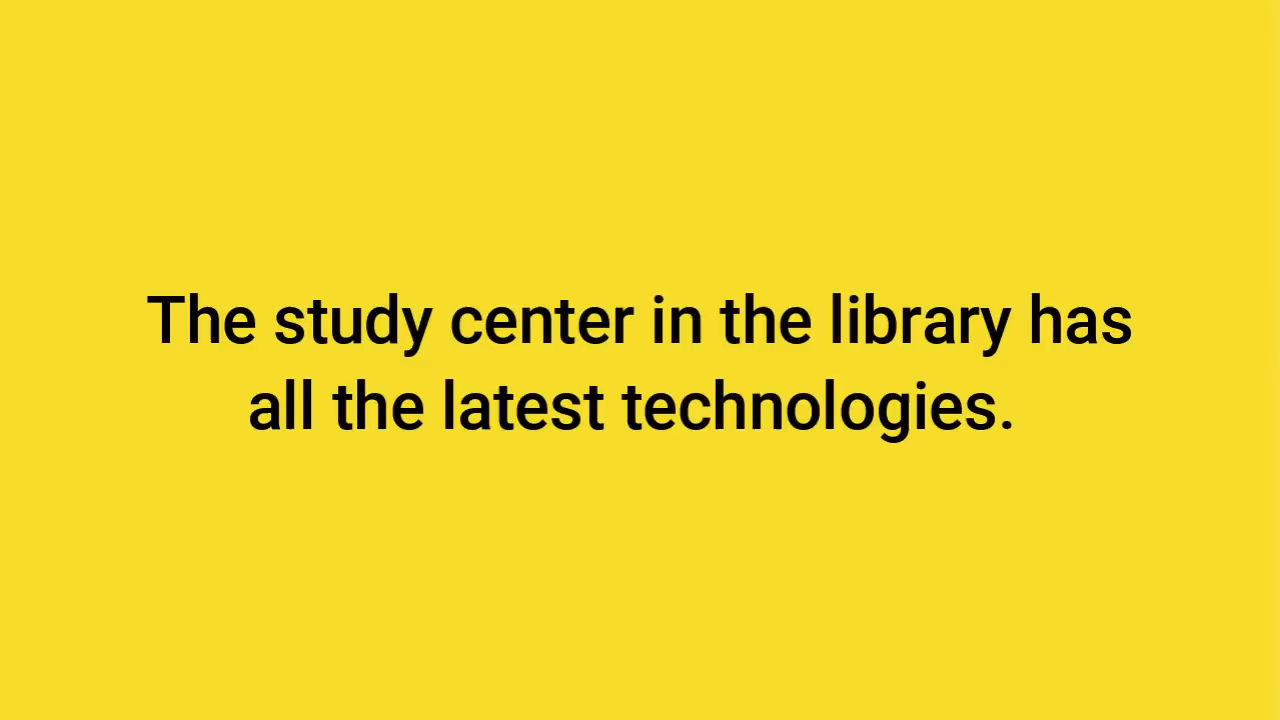 The study center in the library has
all the latest technologies.